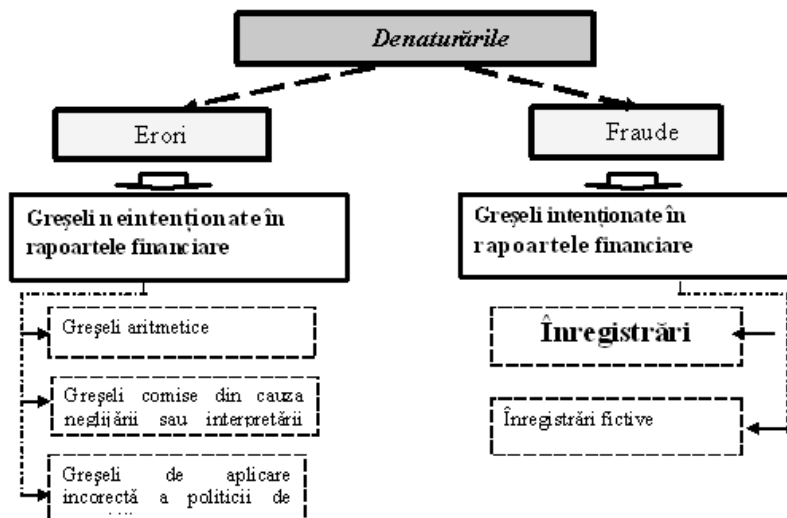 Denaturările
Erori
Fraude
Greşeli neintenţionate în
rapoartele financiare
Greşeli intenţionate în
rapoartele financiare
Greşeli aritmetice
Greşeli comise din cauza
neglijării sau interpretării
Greşeli de aplicare
incorectă a politicii de
Înregistrări
Înregistrări fictive